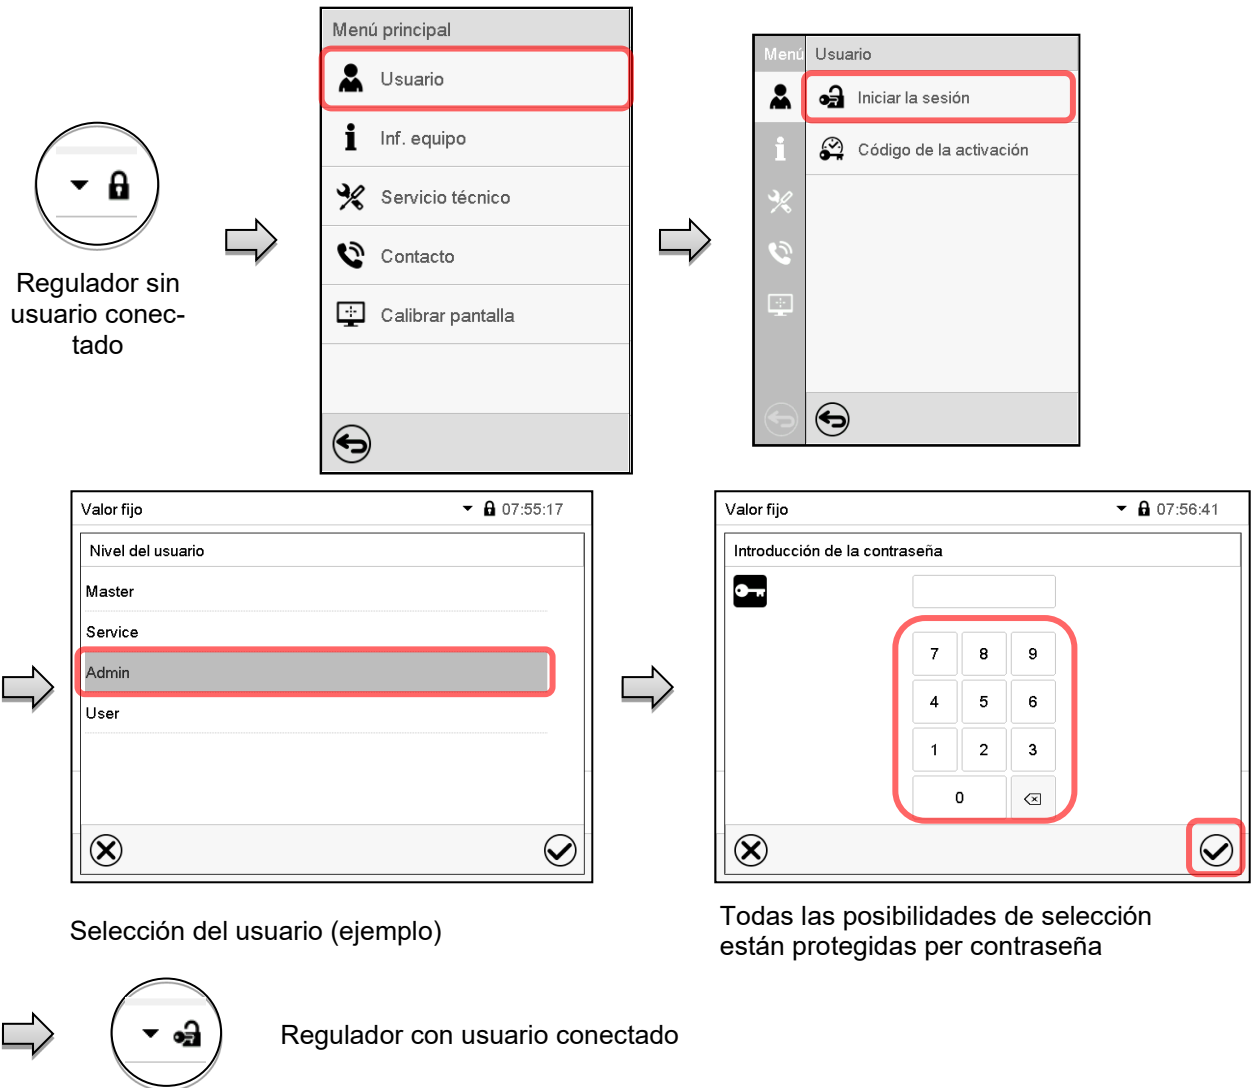 Regulador sin
usuario conec-
tado
Menú principal
Usuario
Inf. equipo
Servicio técnico
Contacto
Calibrar pantalla
Menú
Usuario
Iniciar la sesión
Código de la activación
Valor fijo
07:55:17
Nivel del usuario
Master
Service
Admin
User
Selección del usuario (ejemplo)
Valor fijo
07:56:41
Introducción de la contraseña
7 8 9
4 5 6
1 2 3
0
Todas las posibilidades de selección
están protegidas per contraseña
Regulador con usuario conectado